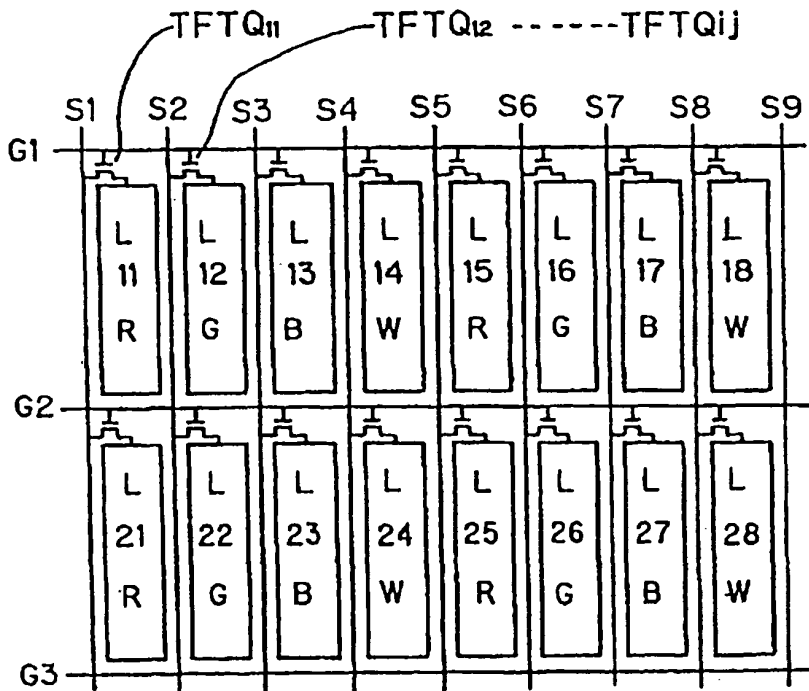 TFTQ11 TFTQ12 ------TFTQij
S1 S2 S3 S4 S5 S6 S7 S8 S9
G1
L L L L L L L L
11 12 13 14 15 16 17 18
R G B W R G B W
G2
L L L L L L L L
21 22 23 24 25 26 27 28
R G B W R G B W
G3